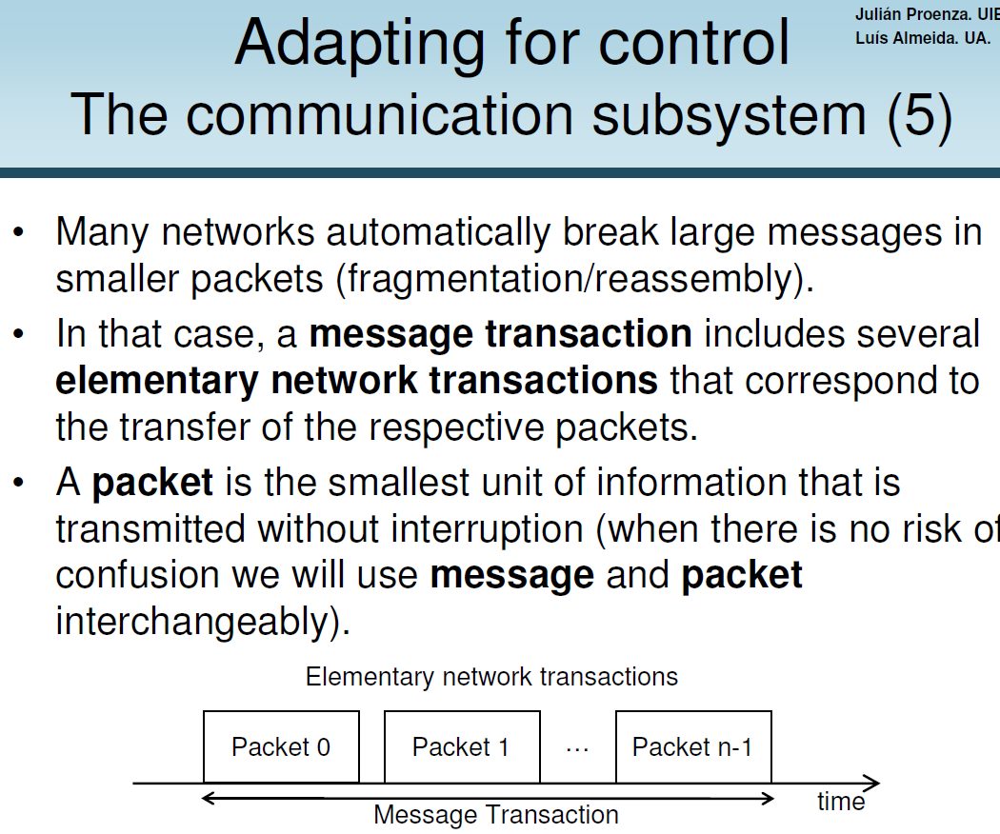 Julián Proenza. UIB
Luís Almeida. UA.
Adapting for control
The communication subsystem (5)
• Many networks automatically break large messages in
smaller packets (fragmentation/reassembly).
• In that case, a message transaction includes several
elementary network transactions that correspond to
the transfer of the respective packets.
• A packet is the smallest unit of information that is
transmitted without interruption (when there is no risk of
confusion we will use message and packet
interchangeably).
Elementary network transactions
Packet 0 Packet 1 ... Packet n-1
time
Message Transaction